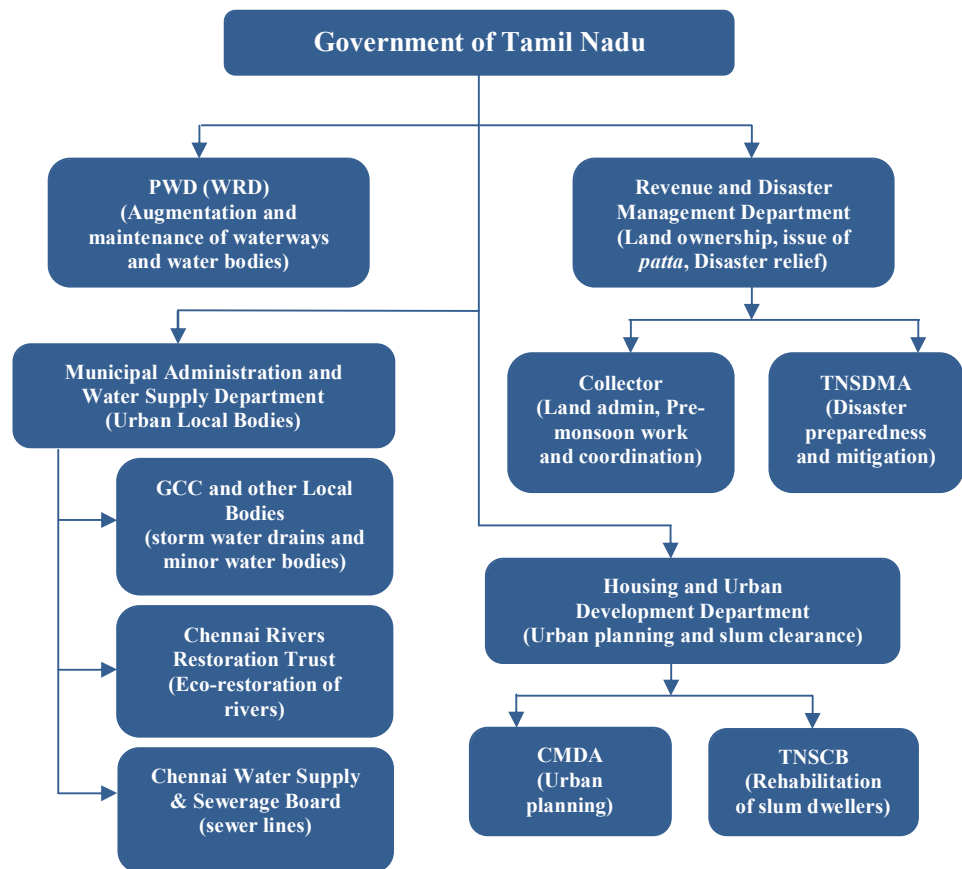 Government of Tamil Nadu
PWD (WRD)
(Augmentation and
maintenance of waterways
and water bodies)
Revenue and Disaster
Management Department
(Land ownership, issue of
patta, Disaster relief)
Municipal Administration and
Water Supply Department
(Urban Local Bodies)
Collector
(Land admin, Pre-
monsoon work
and coordination)
TNSDMA
(Disaster
preparedness
and mitigation)
GCC and other Local
Bodies
(storm water drains and
minor water bodies)
Housing and Urban
Development Department
(Urban planning and slum clearance)
Chennai Rivers
Restoration Trust
(Eco-restoration of
rivers)
CMDA
(Urban
planning)
TNSCB
(Rehabilitation
of slum dwellers)
Chennai Water Supply
& Sewerage Board
(sewer lines)